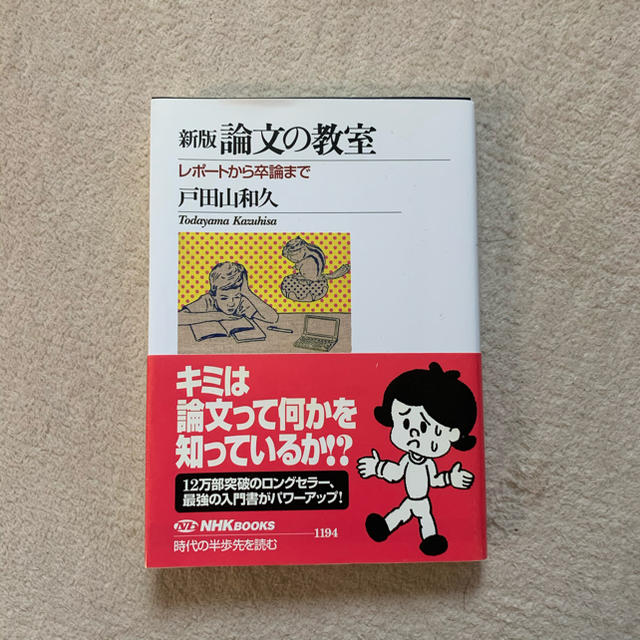 新版 論文の教室
レポートから卒論まで
戸田山和久
Todayama Kazuhisa
キミは
論文って何かを
知っているか!?
12万部突破のロングセラー、
最強の入門書がパワーアップ!
NHK BOOKS
1194
時代の半歩先を読む